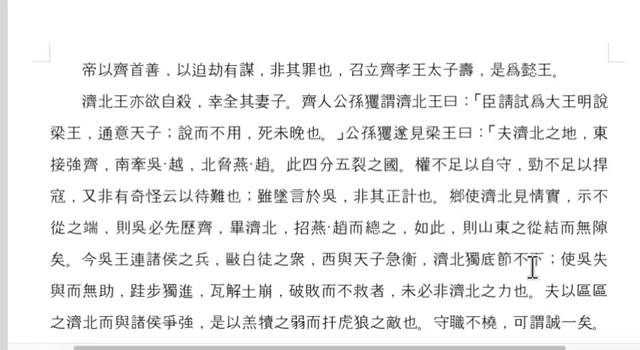 帝以齊首善，以迫劫有謀，非其罪也，召立齊孝王太子壽，是爲懿王。
濟北王亦欲自殺，幸全其妻子。齊人公孫玃謂濟北王曰：「臣請試爲大王明說
梁王，通意天子；說而不用，死未晚也。」公孫玃遂見梁王曰：「夫濟北之地，東
接強齊，南牽吳·越，北脅燕·趙。此四分五裂之國。權不足以自守，勁不足以捍
寇，又非有奇怪云以待難也；雖墜言於吳，非其正計也。鄉使濟北見情實，示不
從之端，則吳必先歷齊，畢濟北，招燕·趙而總之，如此，則山東之從結而無隙
矣。今吳王連諸侯之兵，敺白徒之衆，西與天子急衡，濟北獨底節不下；使吳失
與而無助，跬步獨進，瓦解土崩，破敗而不救者，未必非濟北之力也。夫以區區
之濟北而與諸侯爭強，是以羔犢之弱而扞虎狼之敵也。守職不橈，可謂誠一矣。